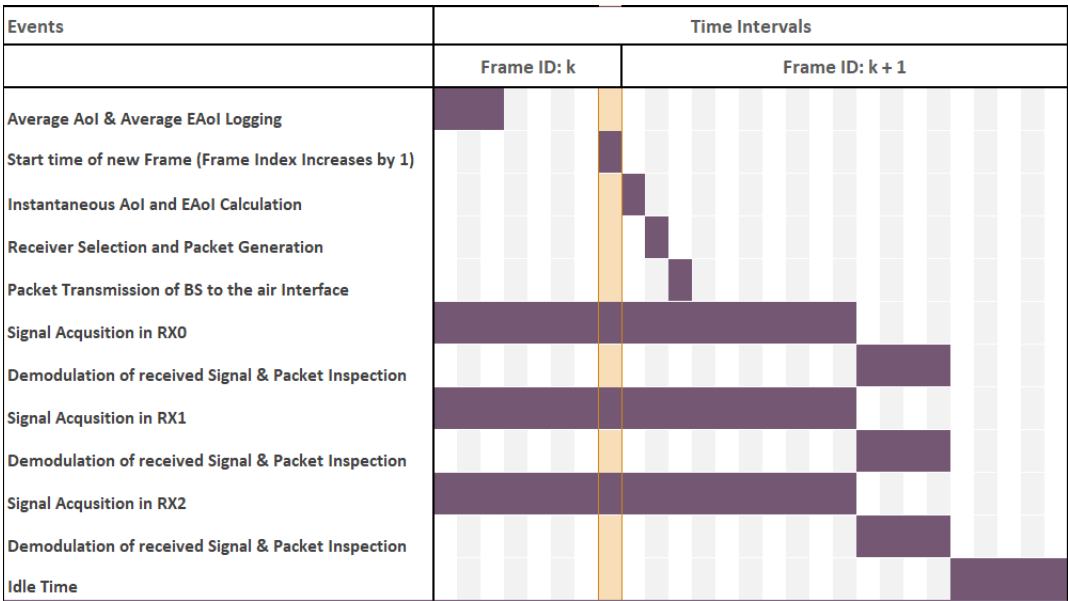 Events
Time Intervals
Frame ID: k
Frame ID: k + 1
Average AoI & Average EAoI Logging
Start time of new Frame (Frame Index Increases by 1)
Instantaneous AoI and EAoI Calculation
Receiver Selection and Packet Generation
Packet Transmission of BS to the air Interface
Signal Acqusition in RX0
Demodulation of received Signal & Packet Inspection
Signal Acqusition in RX1
Demodulation of received Signal & Packet Inspection
Signal Acqusition in RX2
Demodulation of received Signal & Packet Inspection
Idle Time